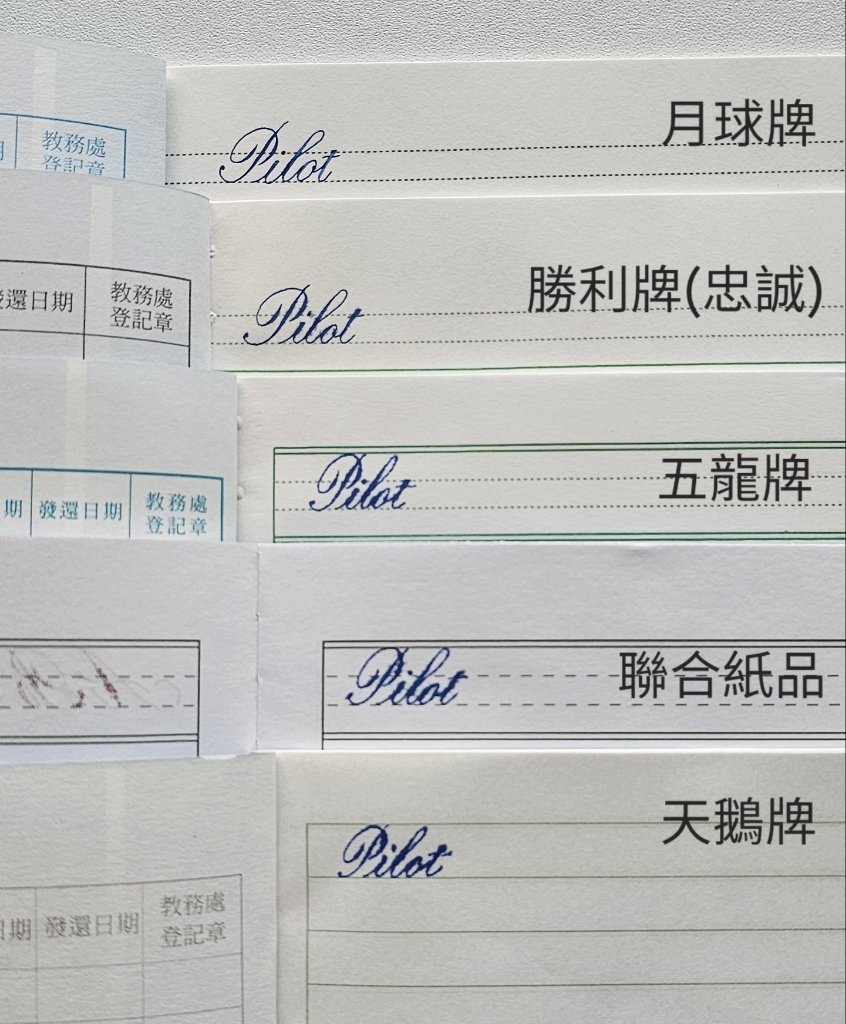 教務處
登記章
Pilot
月球牌
還日期
教務處
登記章
Pilot
勝利牌(忠誠)
期
發還日期
教務處
登記章
Pilot
五龍牌
Pilot
聯合紙品
Pilot
天鵝牌
日期
發還日期
教務處
登記章